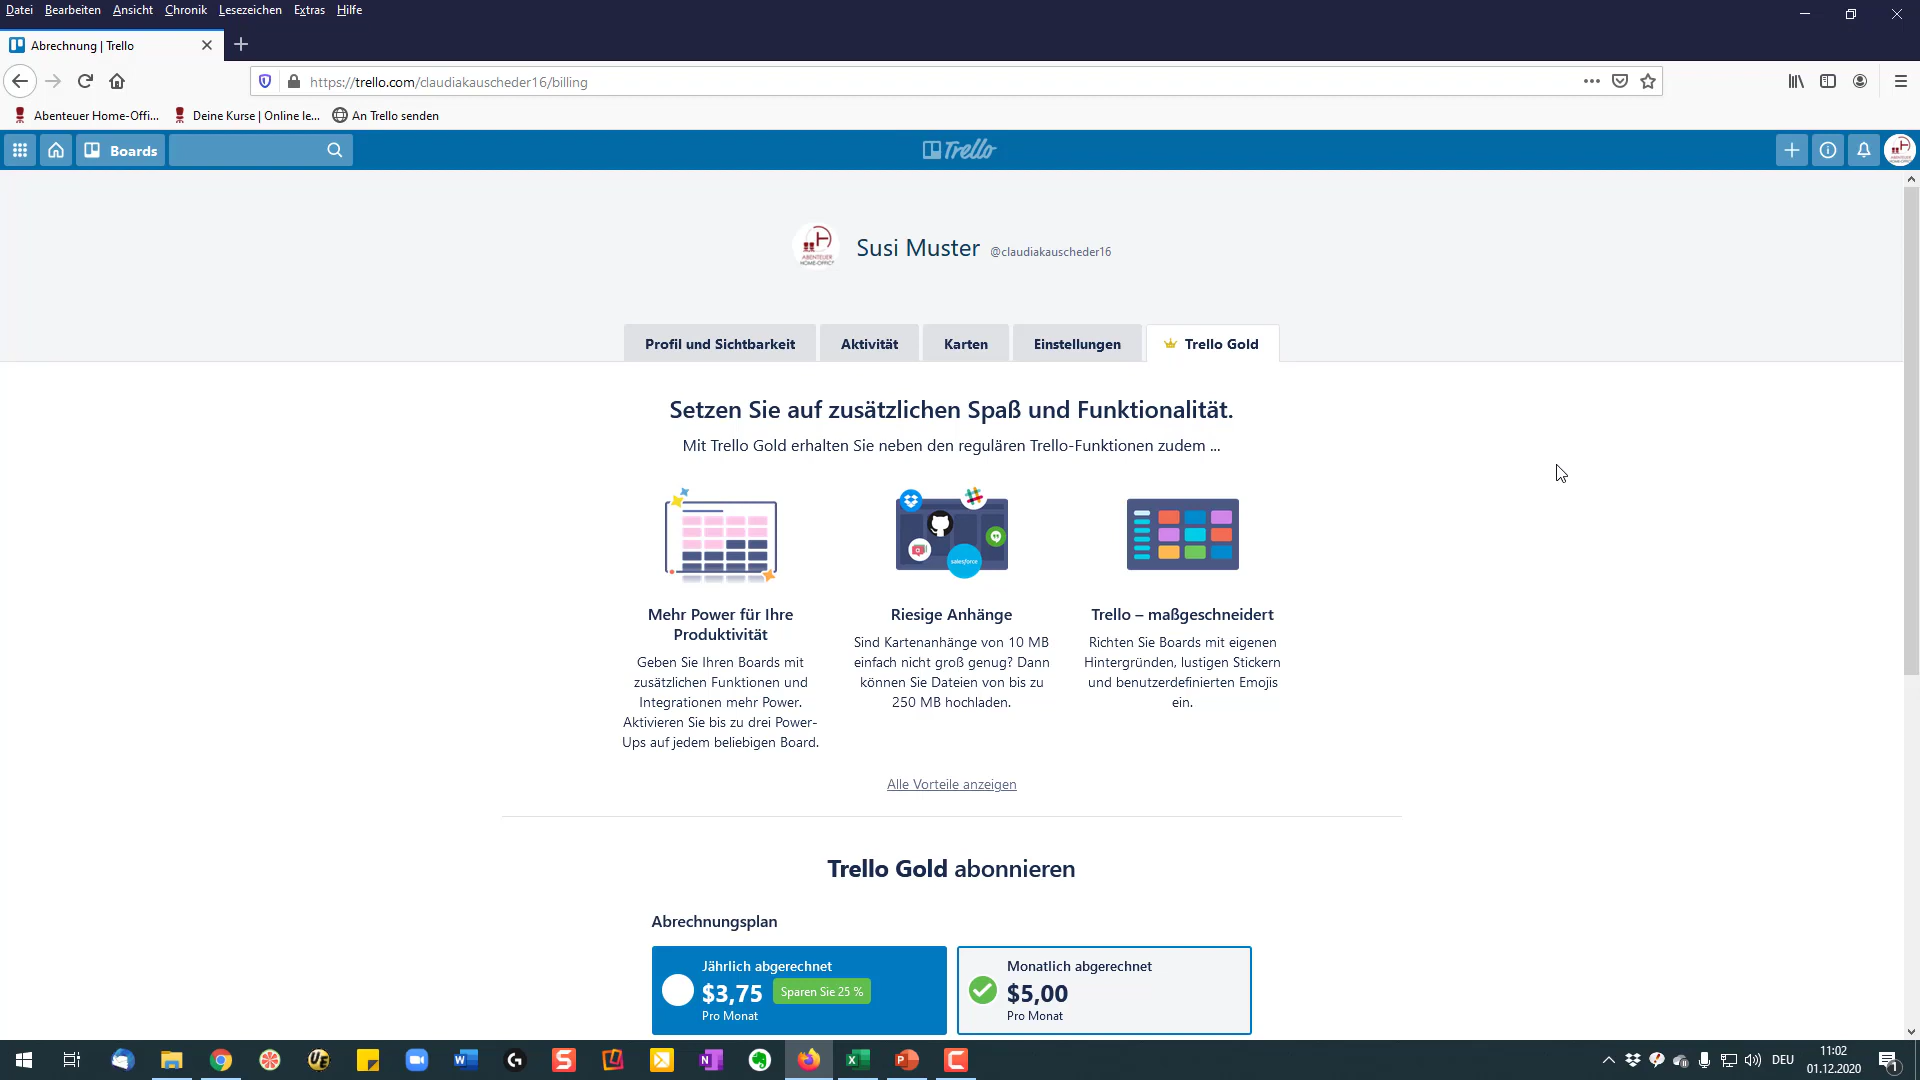 Datei Bearbeiten Ansicht Chronik Lesezeichen Extras Hilfe
Abrechnung | Trello
https://trello.com/claudiakauscheder16/billing
Abenteuer Home-Offi... Deine Kurse | Online le... An Trello senden
Boards Trello
Susi Muster @claudiakauscheder16
Profil und Sichtbarkeit Aktivität Karten Einstellungen Trello Gold
Setzen Sie auf zusätzlichen Spaß und Funktionalität.
Mit Trello Gold erhalten Sie neben den regulären Trello-Funktionen zudem ...
salesforce
Mehr Power für Ihre
Produktivität
Geben Sie Ihren Boards mit
zusätzlichen Funktionen und
Integrationen mehr Power.
Aktivieren Sie bis zu drei Power-
Ups auf jedem beliebigen Board.
Riesige Anhänge
Sind Kartenanhänge von 10 MB
einfach nicht groß genug? Dann
können Sie Dateien von bis zu
250 MB hochladen.
Trello – maßgeschneidert
Richten Sie Boards mit eigenen
Hintergründen, lustigen Stickern
und benutzerdefinierten Emojis
ein.
Alle Vorteile anzeigen
Trello Gold abonnieren
Abrechnungsplan
Jährlich abgerechnet
$3,75 Sparen Sie 25 %
Pro Monat
Monatlich abgerechnet
$5,00
Pro Monat
DEU
11:02
01.12.2020
1